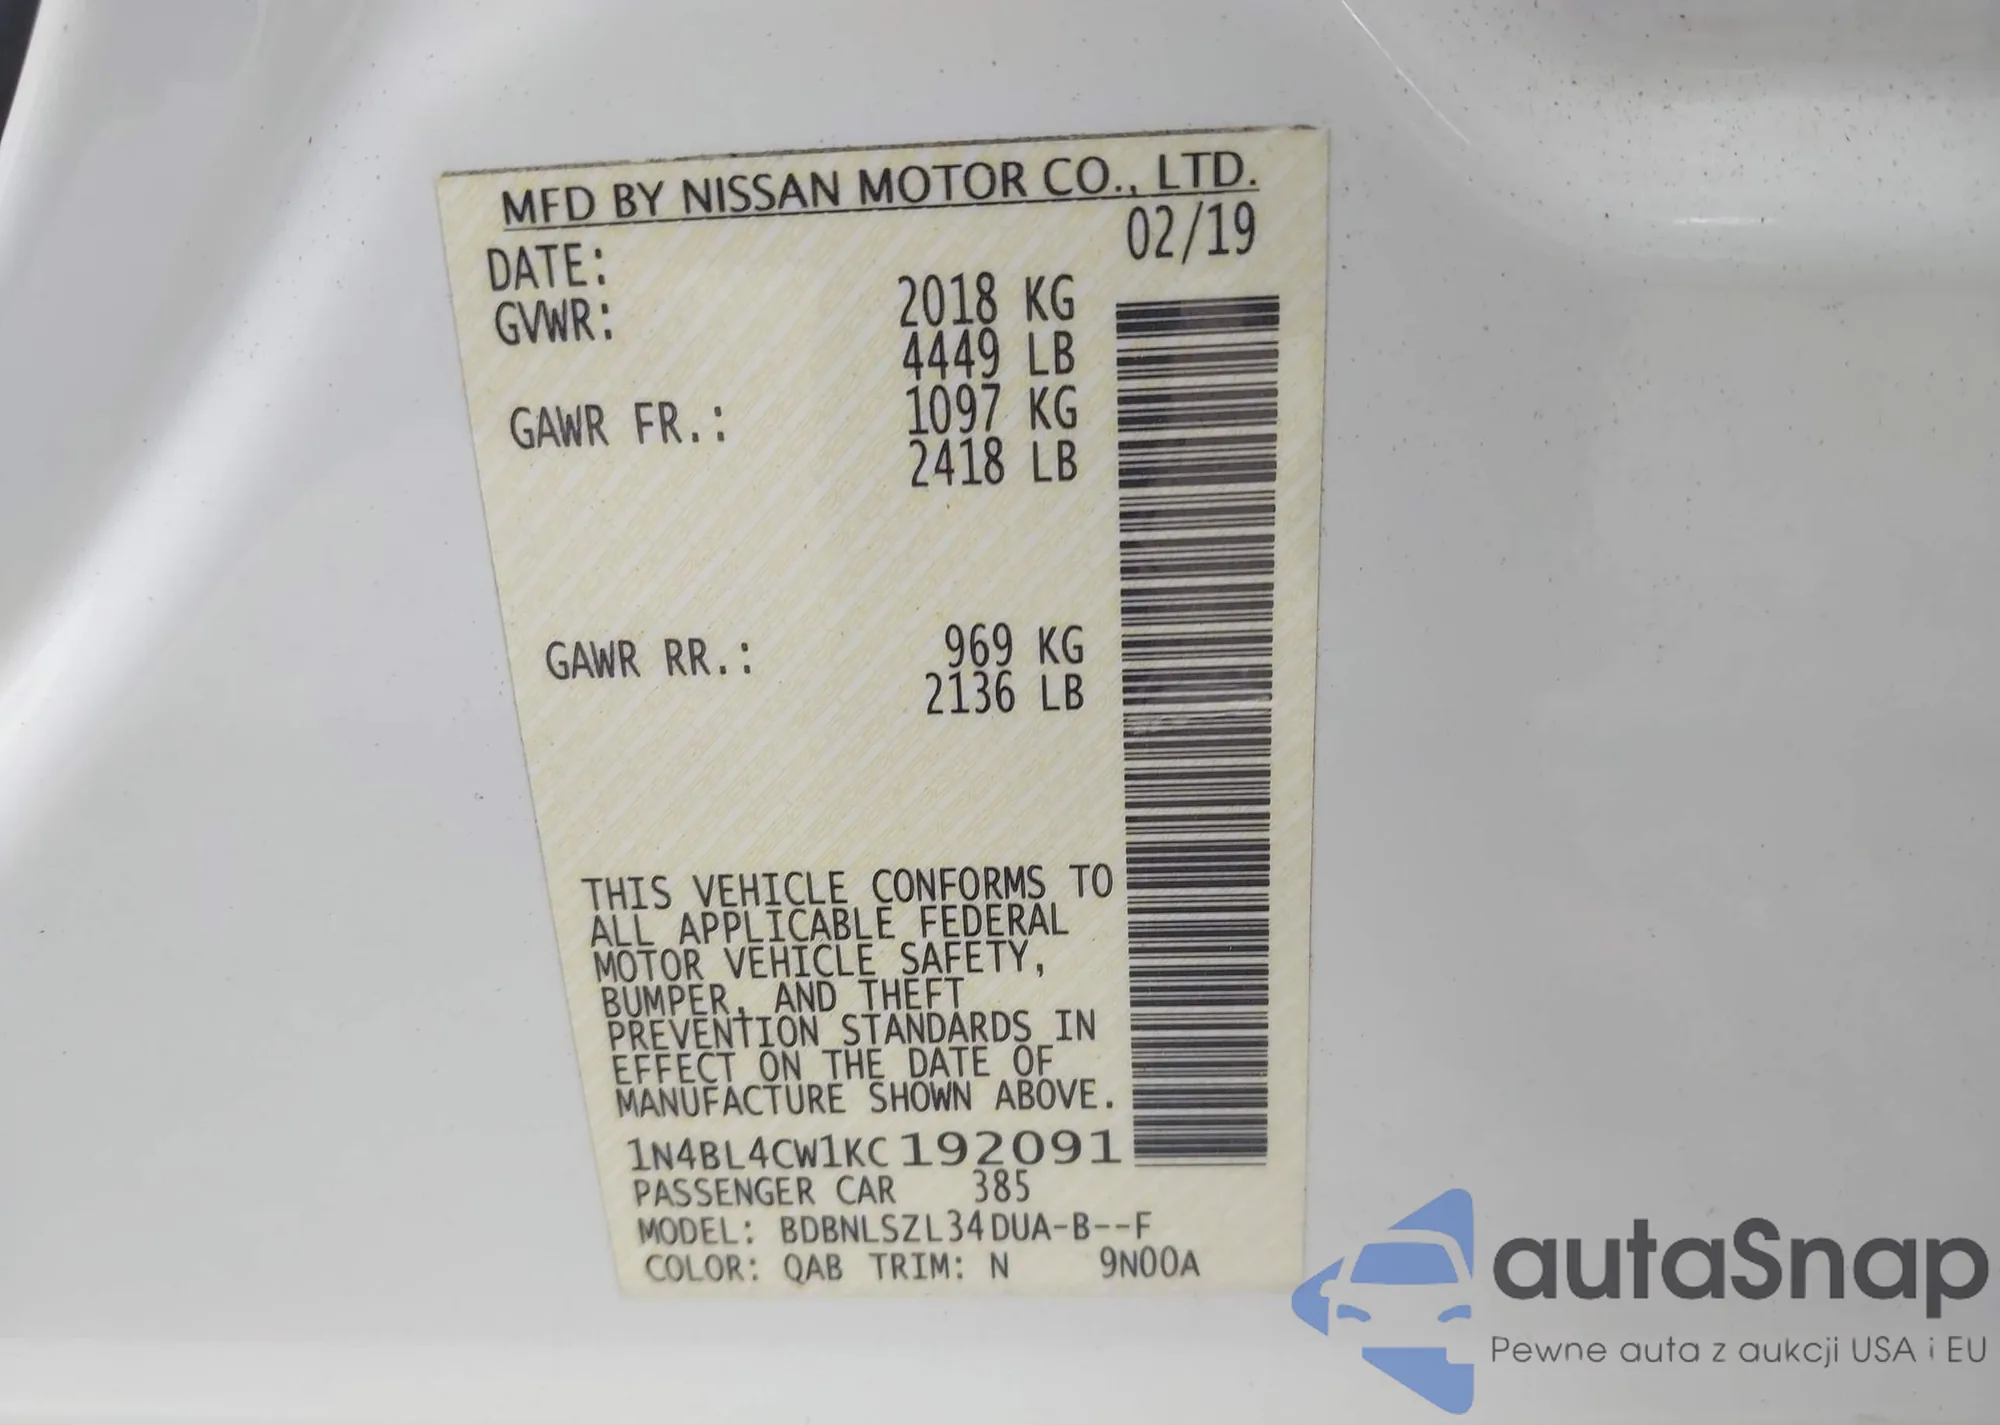 MFD BY NISSAN MOTOR CO., LTD.
DATE: 02/19
GVWR: 2018 KG
4449 LB
GAWR FR.: 1097 KG
2418 LB
GAWR RR.: 969 KG
2136 LB
THIS VEHICLE CONFORMS TO
ALL APPLICABLE FEDERAL
MOTOR VEHICLE SAFETY,
BUMPER, AND THEFT
PREVENTION STANDARDS IN
EFFECT ON THE DATE OF
MANUFACTURE SHOWN ABOVE.
1N4BL4CW1KC192091
PASSENGER CAR 385
MODEL: BDBNLSZL34DUA-B--F
COLOR: QAB TRIM: N 9N00A
autaSnap
Pewne auta z aukcji USA i EU